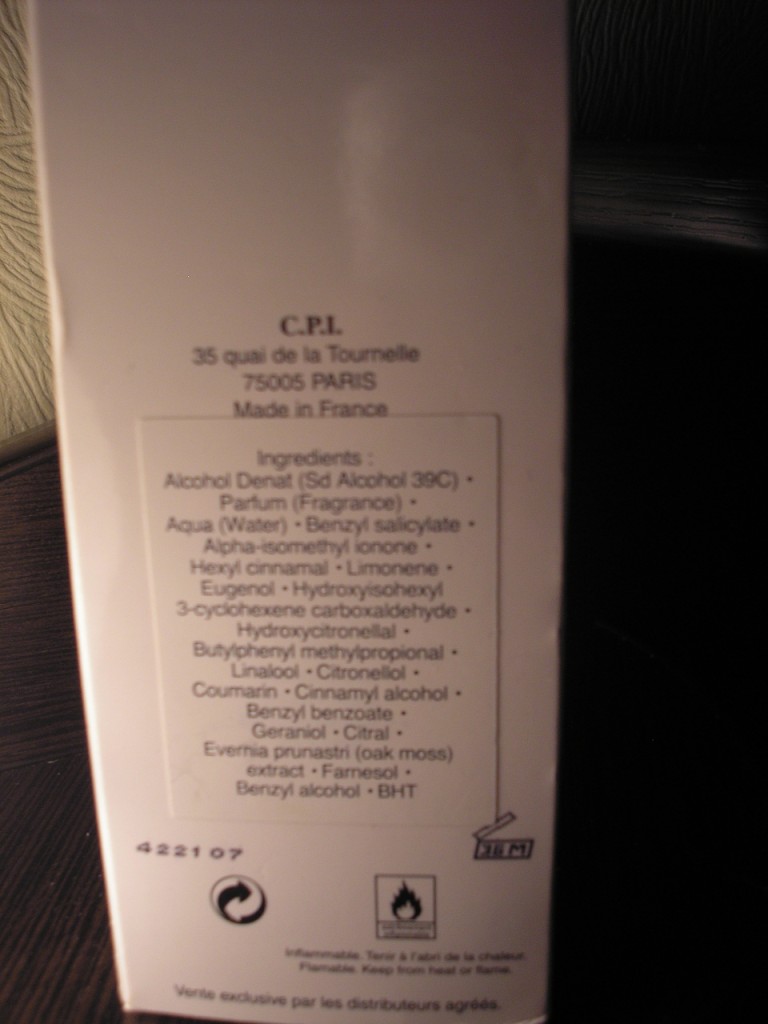 C.P.I.
35 quai de la Tournelle
75005 PARIS
Made in France
Ingredients :
Alcohol Denat (Sd Alcohol 39C) •
Parfum (Fragrance) •
Aqua (Water) • Benzyl salicylate •
Alpha-isomethyl ionone •
Hexyl cinnamal • Limonene •
Eugenol • Hydroxyisohexyl
3-cyclohexene carboxaldehyde •
Hydroxycitronellal •
Butylphenyl methylpropional •
Linalool • Citronellol •
Coumarin • Cinnamyl alcohol •
Benzyl benzoate •
Geraniol • Citral •
Evernia prunastri (oak moss)
extract • Farnesol •
Benzyl alcohol • BHT
422107
36 M
Inflammable. Tenir à l'abri de la chaleur.
Flamable. Keep from heat or flame.
Vente exclusive par les distributeurs agréés.